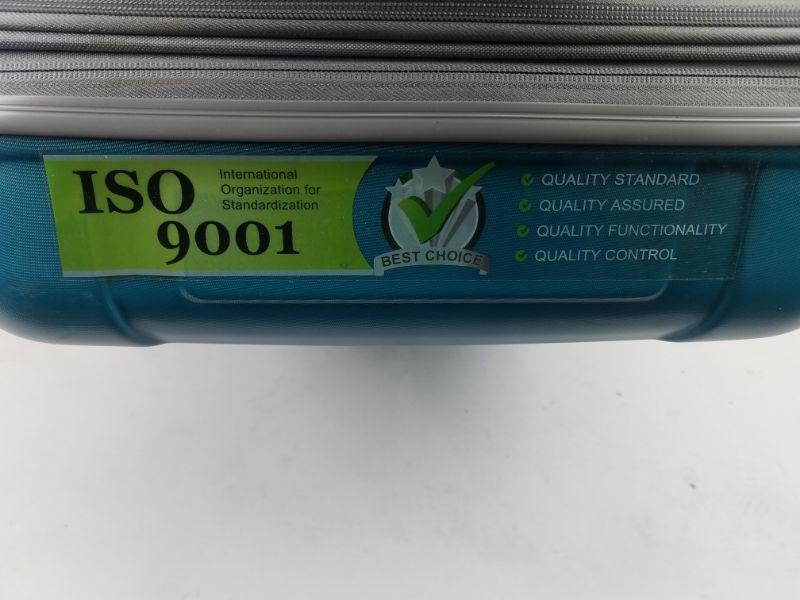 ISO
9001
International
Organization for
Standardization
BEST CHOICE
QUALITY STANDARD
QUALITY ASSURED
QUALITY FUNCTIONALITY
QUALITY CONTROL